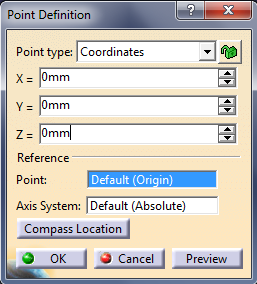 Point Definition ? X
Point type: Coordinates
X = 0mm
Y = 0mm
Z = 0mm
Reference
Point: Default (Origin)
Axis System: Default (Absolute)
Compass Location
OK Cancel Preview